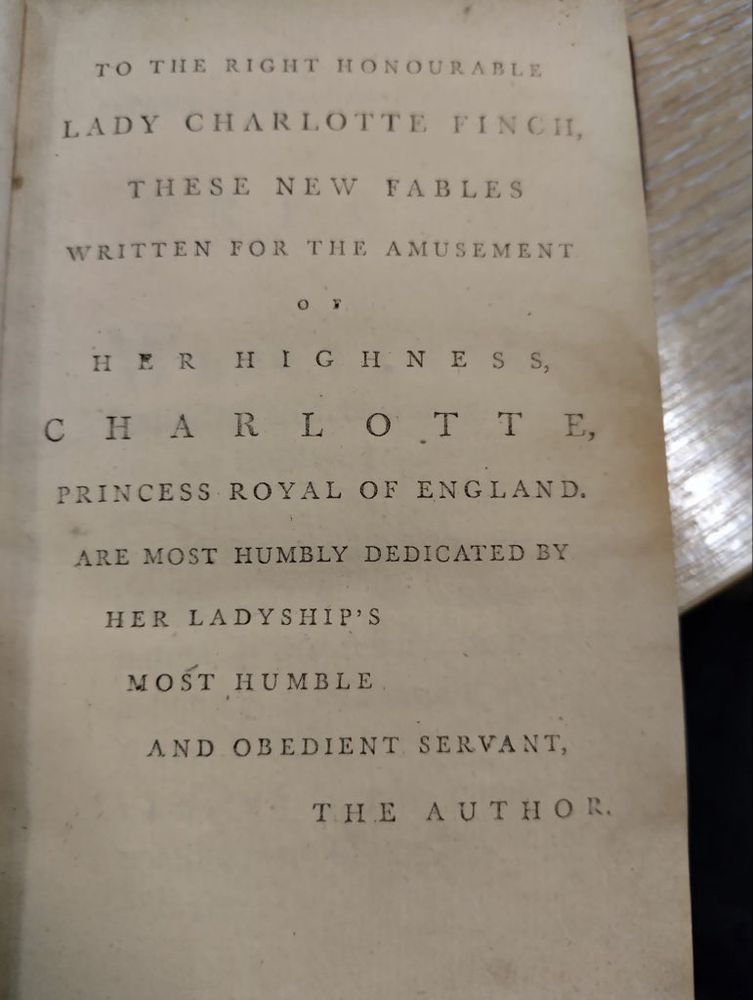 TO THE RIGHT HONOURABLE
LADY CHARLOTTE FINCH,
THESE NEW FABLES
WRITTEN FOR THE AMUSEMENT
OF
HER HIGHNESS,
CHARLOTTE,
PRINCESS ROYAL OF ENGLAND.
ARE MOST HUMBLY DEDICATED BY
HER LADYSHIP'S
MOST HUMBLE
AND OBEDIENT SERVANT,
THE AUTHOR.